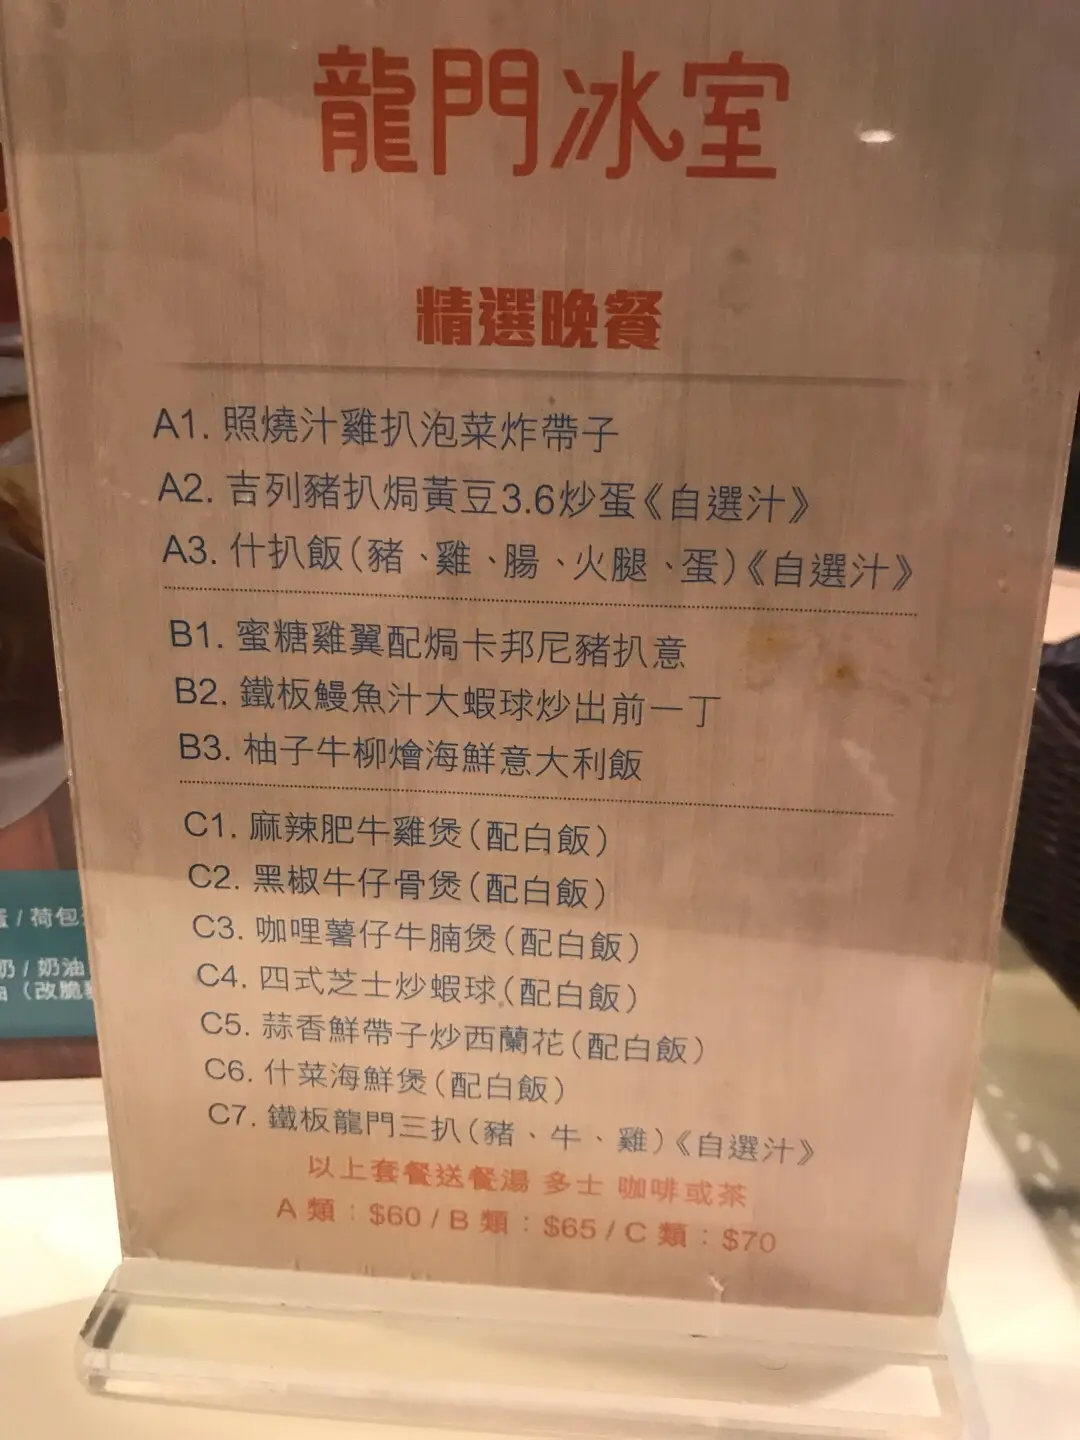 龍門冰室
精選晚餐
A1. 照燒汁雞扒泡菜炸帶子
A2. 吉列豬扒焗黃豆3.6炒蛋《自選汁》
A3. 什扒飯(豬、雞、腸、火腿、蛋)《自選汁》
B1. 蜜糖雞翼配焗卡邦尼豬扒意
B2. 鐵板鰻魚汁大蝦球炒出前一丁
B3. 柚子牛柳燴海鮮意大利飯
C1. 麻辣肥牛雞煲(配白飯)
C2. 黑椒牛仔骨煲(配白飯)
C3. 咖哩薯仔牛腩煲(配白飯)
C4. 四式芝士炒蝦球(配白飯)
C5. 蒜香鮮帶子炒西蘭花(配白飯)
C6. 什菜海鮮煲(配白飯)
C7. 鐵板龍門三扒(豬、牛、雞)《自選汁》
以上套餐送餐湯 多士 咖啡或茶
A 類：$60 / B 類：$65 / C 類：$70
/ 荷包
奶 / 奶油
(改脆